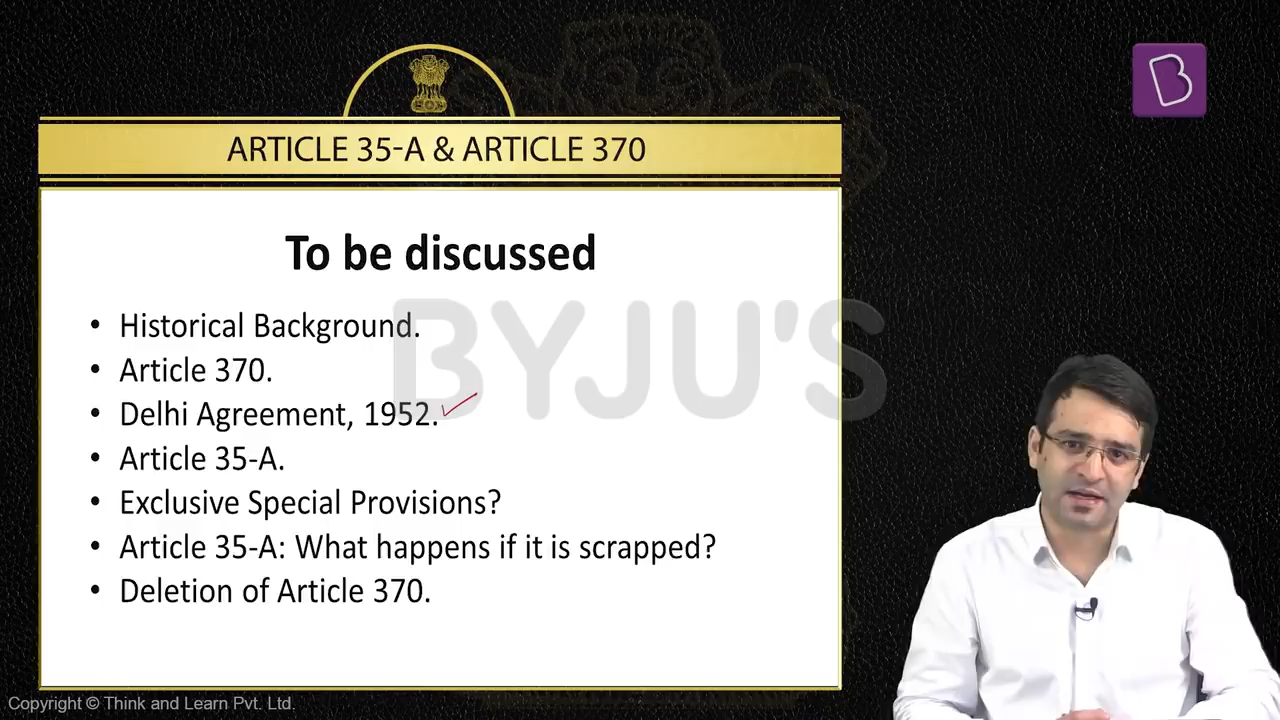 ARTICLE 35-A & ARTICLE 370
To be discussed
• Historical Background.
• Article 370.
• Delhi Agreement, 1952.
• Article 35-A.
• Exclusive Special Provisions?
• Article 35-A: What happens if it is scrapped?
• Deletion of Article 370.
BYJU'S
Copyright © Think and Learn Pvt. Ltd.